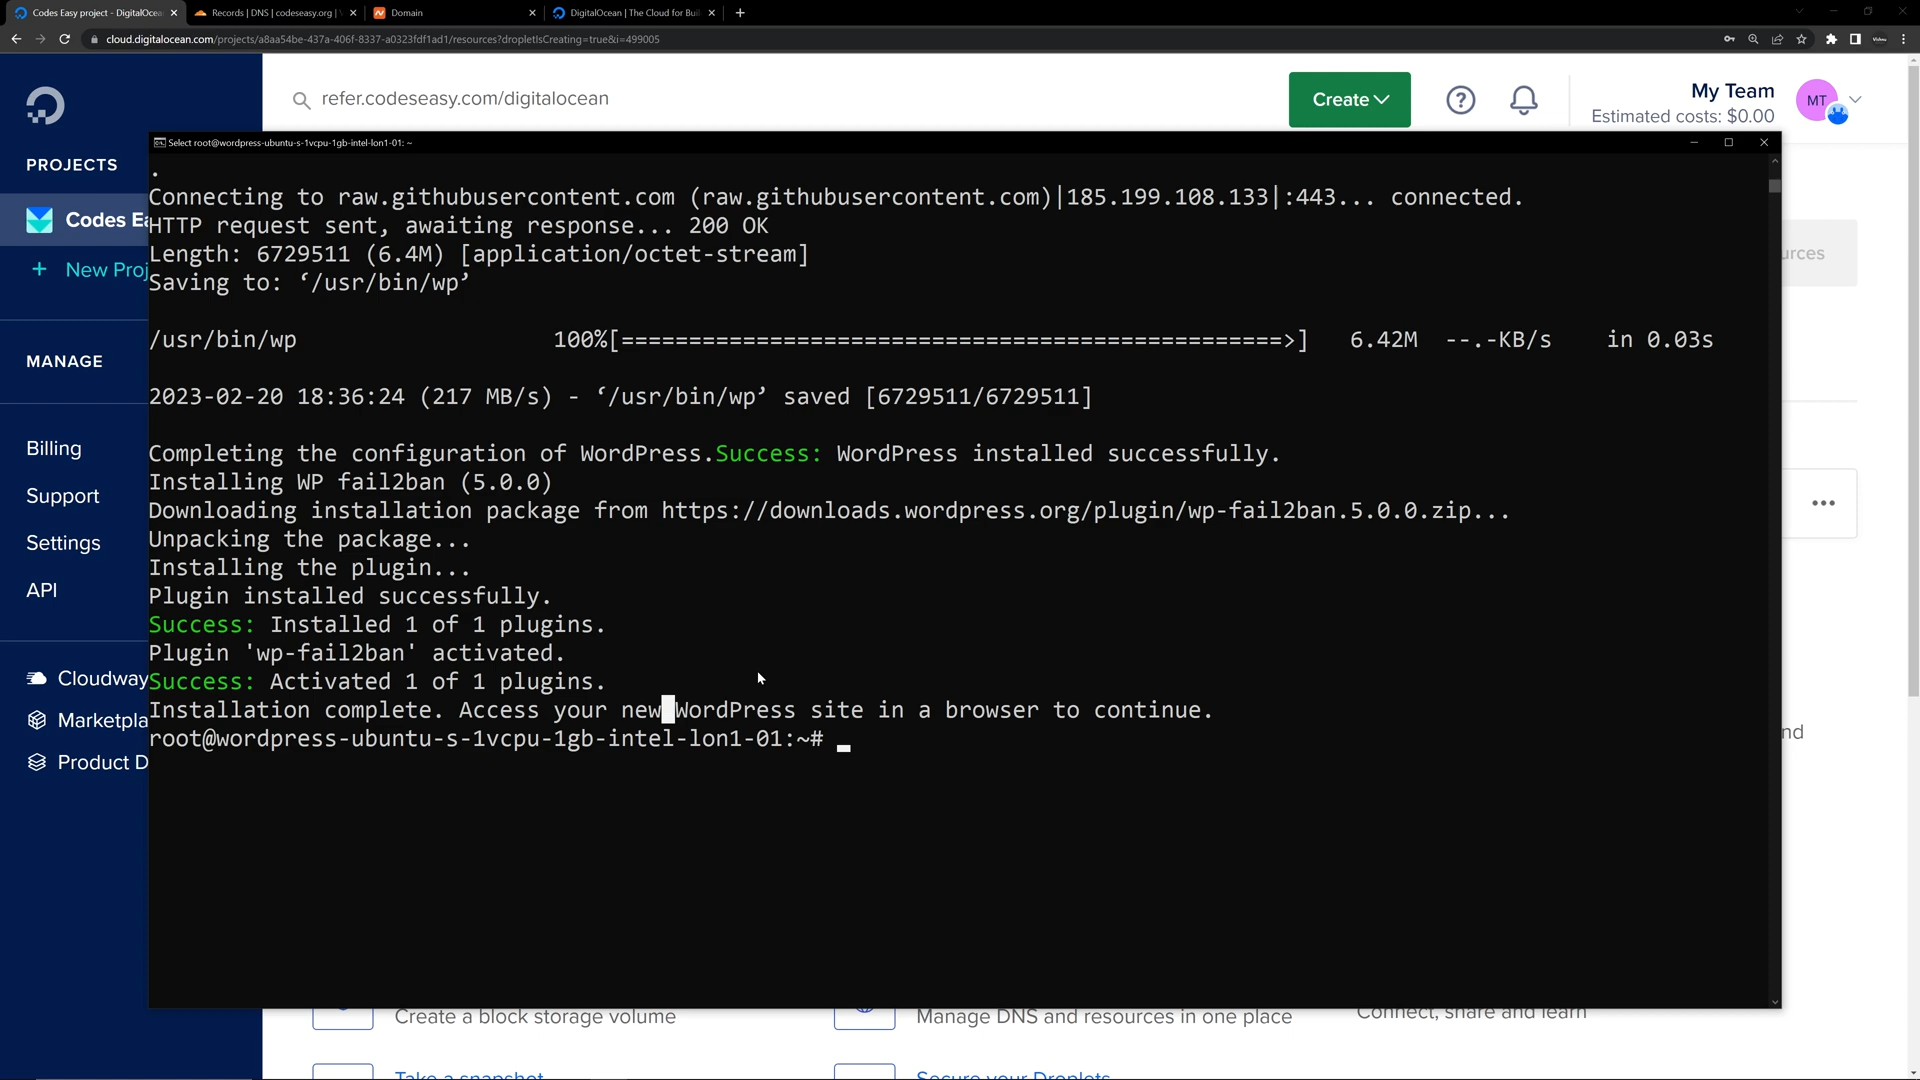 Codes Easy project - DigitalOcea
Records | DNS | codeseasy.org | V
Domain
DigitalOcean | The Cloud for Buil
cloud.digitalocean.com/projects/a8aa54be-437a-406f-8337-a0323fdf1ad1/resources?dropletIsCreating=true&i=499005
refer.codeseasy.com/digitalocean
Create
My Team
Estimated costs: $0.00
MT
PROJECTS
Codes Ea
New Proj
MANAGE
Billing
Support
Settings
API
Cloudway
Marketpla
Product D
Select root@wordpress-ubuntu-s-1vcpu-1gb-intel-lon1-01: ~
.
Connecting to raw.githubusercontent.com (raw.githubusercontent.com)|185.199.108.133|:443... connected.
HTTP request sent, awaiting response... 200 OK
Length: 6729511 (6.4M) [application/octet-stream]
Saving to: ‘/usr/bin/wp’
/usr/bin/wp 100%[=================================================>] 6.42M --.-KB/s in 0.03s
2023-02-20 18:36:24 (217 MB/s) - ‘/usr/bin/wp’ saved [6729511/6729511]
Completing the configuration of WordPress.Success: WordPress installed successfully.
Installing WP fail2ban (5.0.0)
Downloading installation package from https://downloads.wordpress.org/plugin/wp-fail2ban.5.0.0.zip...
Unpacking the package...
Installing the plugin...
Plugin installed successfully.
Success: Installed 1 of 1 plugins.
Plugin 'wp-fail2ban' activated.
Success: Activated 1 of 1 plugins.
Installation complete. Access your new WordPress site in a browser to continue.
root@wordpress-ubuntu-s-1vcpu-1gb-intel-lon1-01:~#
urces
nd
Create a block storage volume
Manage DNS and resources in one place
Connect, share and learn
Take a snapshot
Secure your Droplets